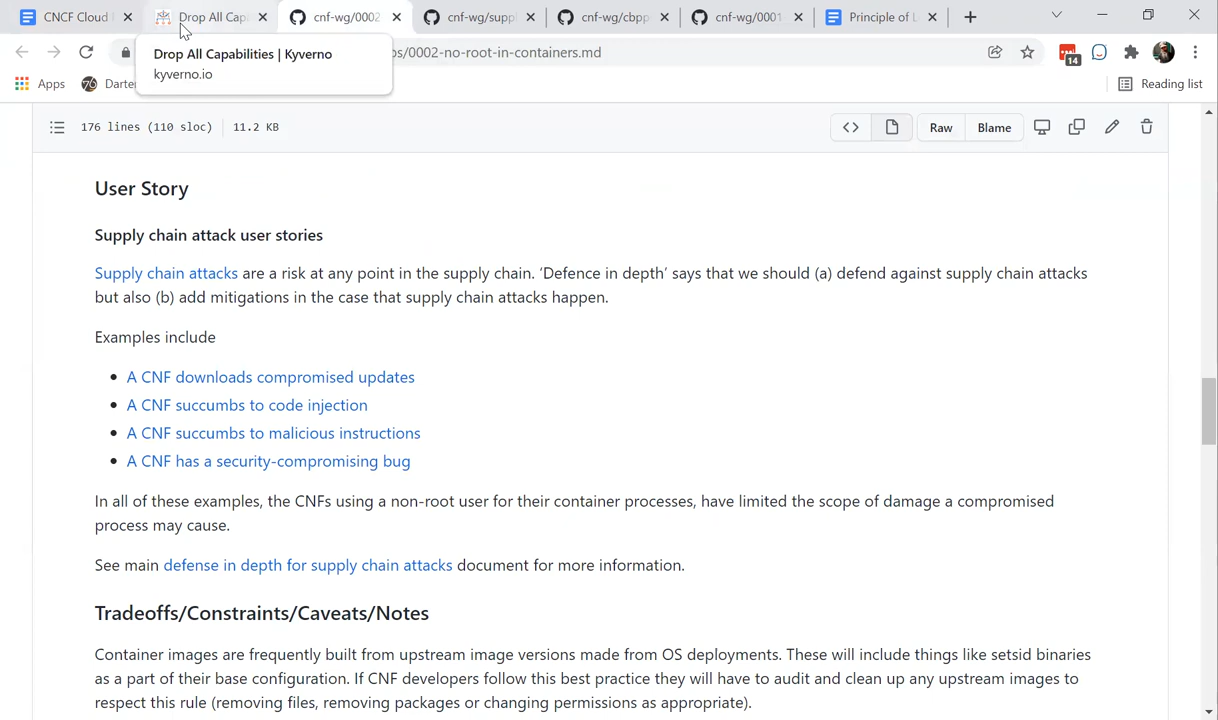 CNCF Cloud
Drop All Capa
cnf-wg/0002
cnf-wg/supp
cnf-wg/cbpp
cnf-wg/0001
Principle of L
Drop All Capabilities | Kyverno
kyverno.io
ps/0002-no-root-in-containers.md
14
Apps
76
Darter
Reading list
176 lines (110 sloc)
11.2 KB
Raw
Blame
User Story
Supply chain attack user stories
Supply chain attacks are a risk at any point in the supply chain. ‘Defence in depth’ says that we should (a) defend against supply chain attacks
but also (b) add mitigations in the case that supply chain attacks happen.
Examples include
• A CNF downloads compromised updates
• A CNF succumbs to code injection
• A CNF succumbs to malicious instructions
• A CNF has a security-compromising bug
In all of these examples, the CNFs using a non-root user for their container processes, have limited the scope of damage a compromised
process may cause.
See main defense in depth for supply chain attacks document for more information.
Tradeoffs/Constraints/Caveats/Notes
Container images are frequently built from upstream image versions made from OS deployments. These will include things like setsid binaries
as a part of their base configuration. If CNF developers follow this best practice they will have to audit and clean up any upstream images to
respect this rule (removing files, removing packages or changing permissions as appropriate).